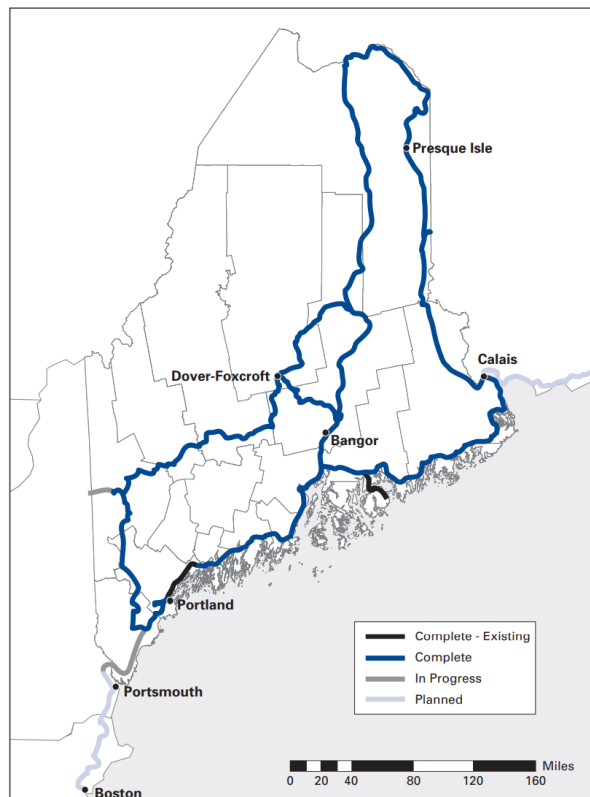 Presque Isle
Calais
Dover-Foxcroft
Bangor
Portland
Complete - Existing
Complete
In Progress
Planned
Portsmouth
Miles
0 20 40 80 120 160
Boston